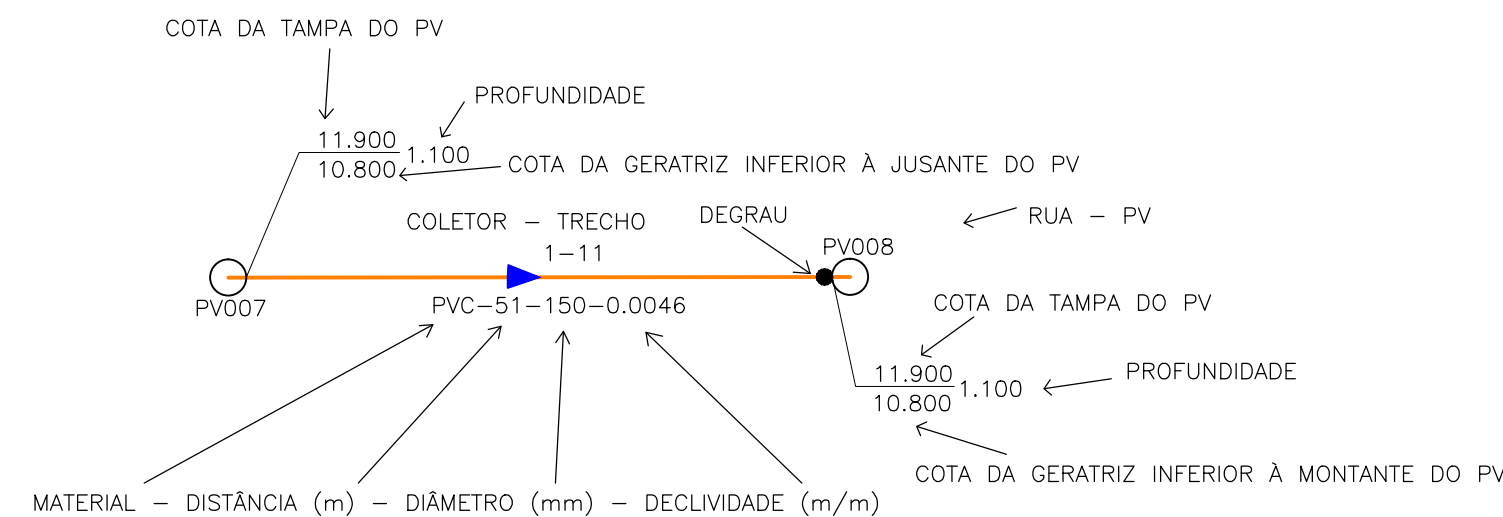 COTA DA TAMPA DO PV
PROFUNDIDADE
11.900
1.100
10.800
COTA DA GERATRIZ INFERIOR À JUSANTE DO PV
COLETOR - TRECHO
DEGRAU
RUA - PV
1-11
PV008
PV007
PVC-51-150-0.0046
COTA DA TAMPA DO PV
11.900
1.100
PROFUNDIDADE
10.800
COTA DA GERATRIZ INFERIOR À MONTANTE DO PV
MATERIAL - DISTÂNCIA (m) - DIÂMETRO (mm) - DECLIVIDADE (m/m)